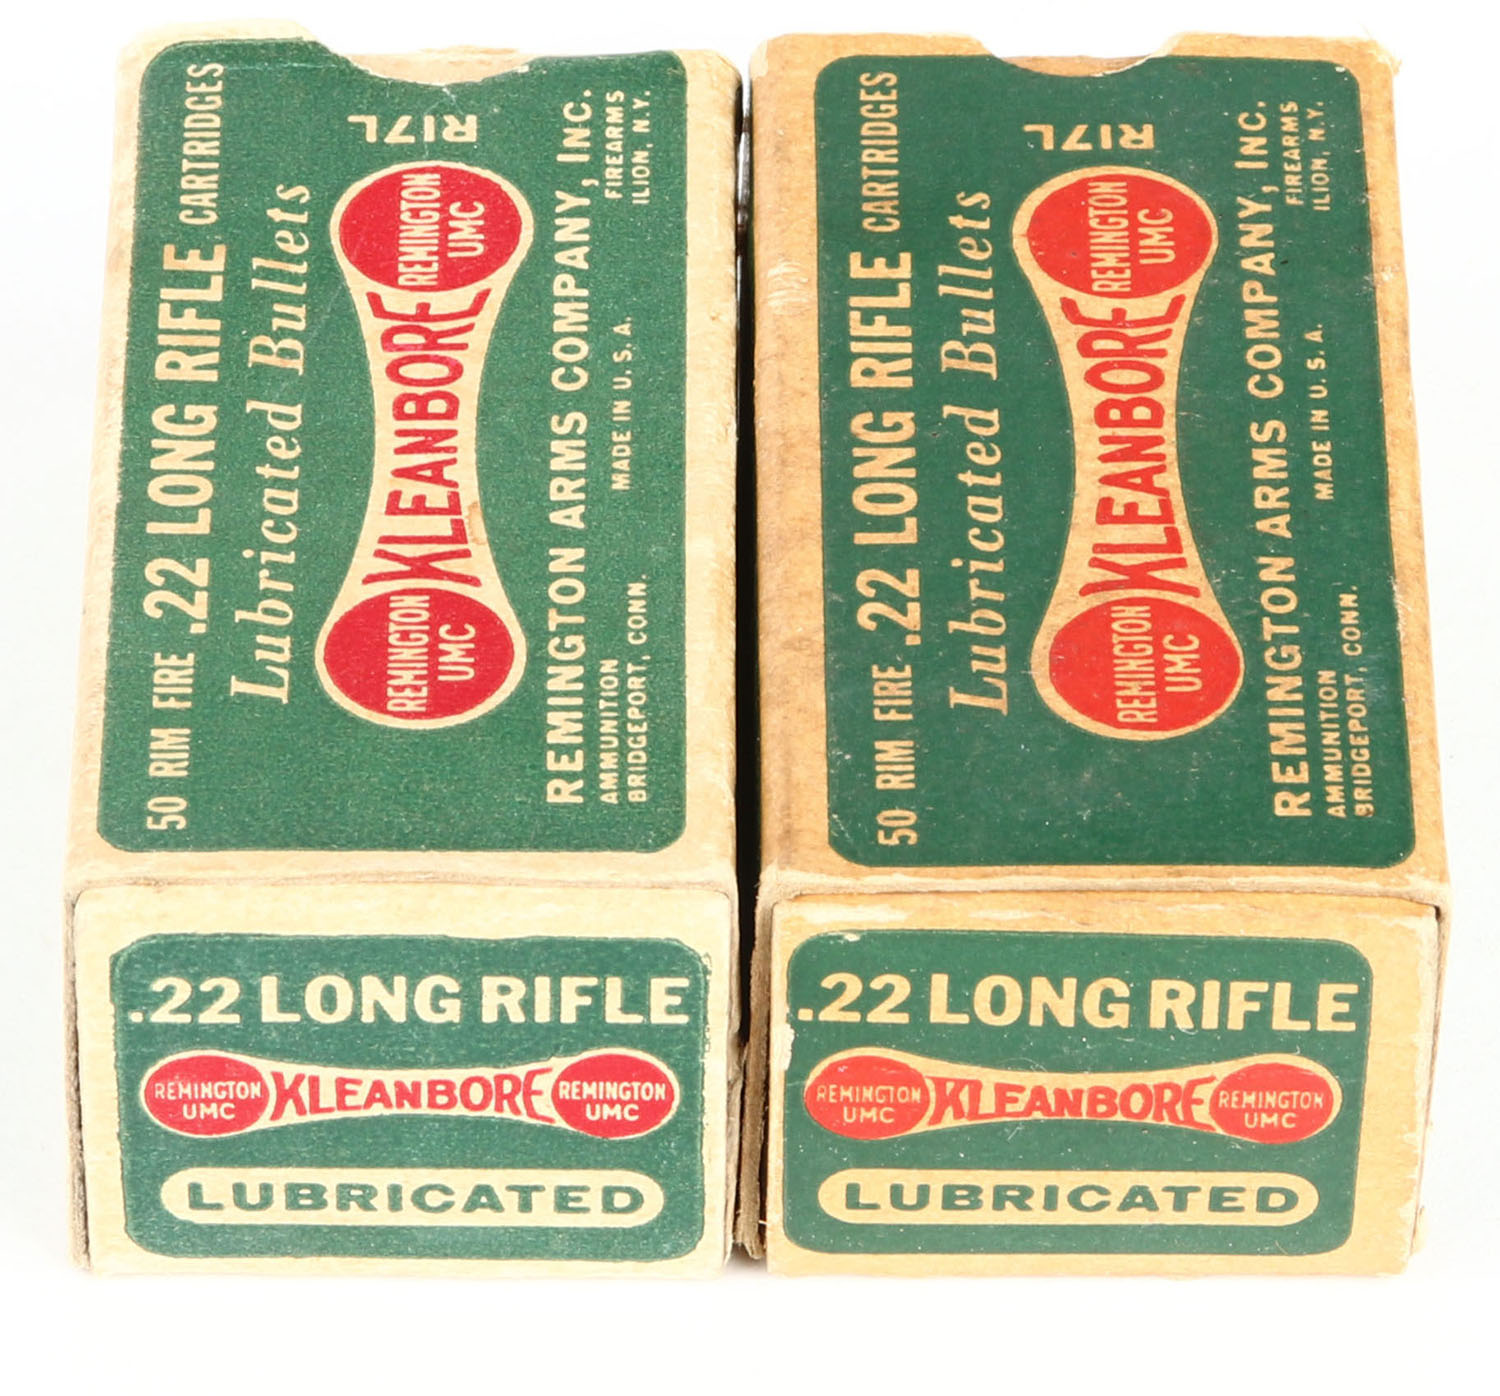 50 RIM FIRE .22 LONG RIFLE CARTRIDGES
Lubricated Bullets
R17L
REMINGTON
UMC
KLEANBORE
REMINGTON
UMC
REMINGTON ARMS COMPANY, INC.
AMMUNITION
BRIDGEPORT, CONN.
MADE IN U.S.A.
FIREARMS
ILION, N.Y.
.22 LONG RIFLE
REMINGTON
UMC
KLEANBORE
REMINGTON
UMC
LUBRICATED
50 RIM FIRE .22 LONG RIFLE CARTRIDGES
Lubricated Bullets
R17L
REMINGTON
UMC
KLEANBORE
REMINGTON
UMC
REMINGTON ARMS COMPANY, INC.
AMMUNITION
BRIDGEPORT, CONN.
MADE IN U.S.A.
FIREARMS
ILION, N.Y.
.22 LONG RIFLE
REMINGTON
UMC
KLEANBORE
REMINGTON
UMC
LUBRICATED